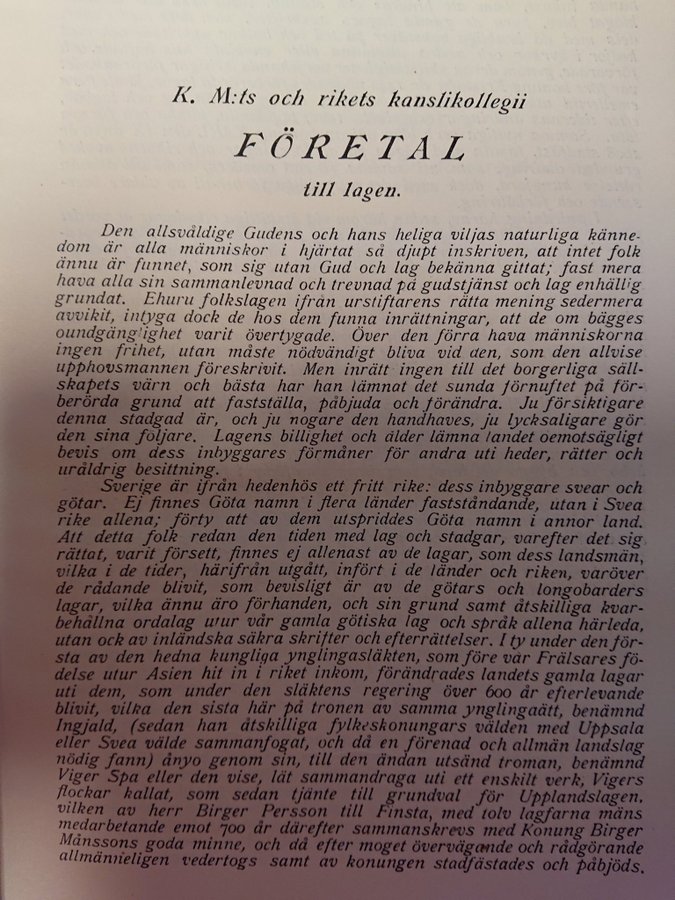 K. M:ts och rikets kanslikollegii
FÖRETAL
till lagen.
Den allsvåldige Gudens och hans heliga viljas naturliga känne-
dom är alla människor i hjärtat så djupt inskriven, att intet folk
ännu är funnet, som sig utan Gud och lag bekänna gittat; fast mera
hava alla sin sammanlevnad och trevnad på gudstjänst och lag enhällig
grundat. Ehuru folkslagen ifrån urstiftarens rätta mening sedermera
avvikit, intyga dock de hos dem funna inrättningar, att de om bägges
oundgänglighet varit övertygade. Över den förra hava människorna
ingen frihet, utan måste nödvändigt bliva vid den, som den allvise
upphovsmannen föreskrivit. Men inrätt ingen till det borgerliga säll-
skapets värn och bästa har han lämnat det sunda förnuftet på för-
berörda grund att fastställa, påbjuda och förändra. Ju försiktigare
denna stadgad är, och ju nogare den handhaves, ju lycksaligare gör
den sina följare. Lagens billighet och ålder lämna landet oemotsägligt
bevis om dess inbyggares förmåner för andra uti heder, rätter och
uråldrig besittning.
Sverige är ifrån hedenhös ett fritt rike: dess inbyggare svear och
götar. Ej finnes Göta namn i flera länder fastståndande, utan i Svea
rike allena; förty att av dem utspriddes Göta namn i annor land.
Att detta folk redan den tiden med lag och stadgar, varefter det sig
rättat, varit försett, finnes ej allenast av de lagar, som dess landsmän,
vilka i de tider, härifrån utgått, infört i de länder och riken, varöver
de rådande blivit, som bevisligt är av de götars och longobarders
lagar, vilka ännu äro förhanden, och sin grund samt åtskilliga kvar-
behållna ordalag utur vår gamla götiska lag och språk allena härleda,
utan ock av inländska säkra skrifter och efterrättelser. I ty under den för-
sta av den hedna kungliga ynglingasläkten, som före vår Frälsares fö-
delse utur Asien hit in i riket inkom, förändrades landets gamla lagar
uti dem, som under den släktens regering över 600 år efterlevande
blivit, vilka den sista här på tronen av samma ynglingaätt, benämnd
Ingjald, (sedan han åtskilliga fylkeskonungars välden med Uppsala
eller Svea välde sammanfogat, och då en förenad och allmän landslag
nödig fann) ånyo genom sin, till den ändan utsänd troman, benämnd
Viger Spa eller den vise, lät sammandraga uti ett enskilt verk, Vigers
flockar kallat, som sedan tjänte till grundval för Upplandslagen,
vilken av herr Birger Persson till Finsta, med tolv lagfarna mäns
medarbetande emot 700 år därefter sammanskrevs med Konung Birger
Månssons goda minne, och då efter moget övervägande och rådgörande
allmänneligen vedertogs samt av konungen stadfästades och påbjöds.